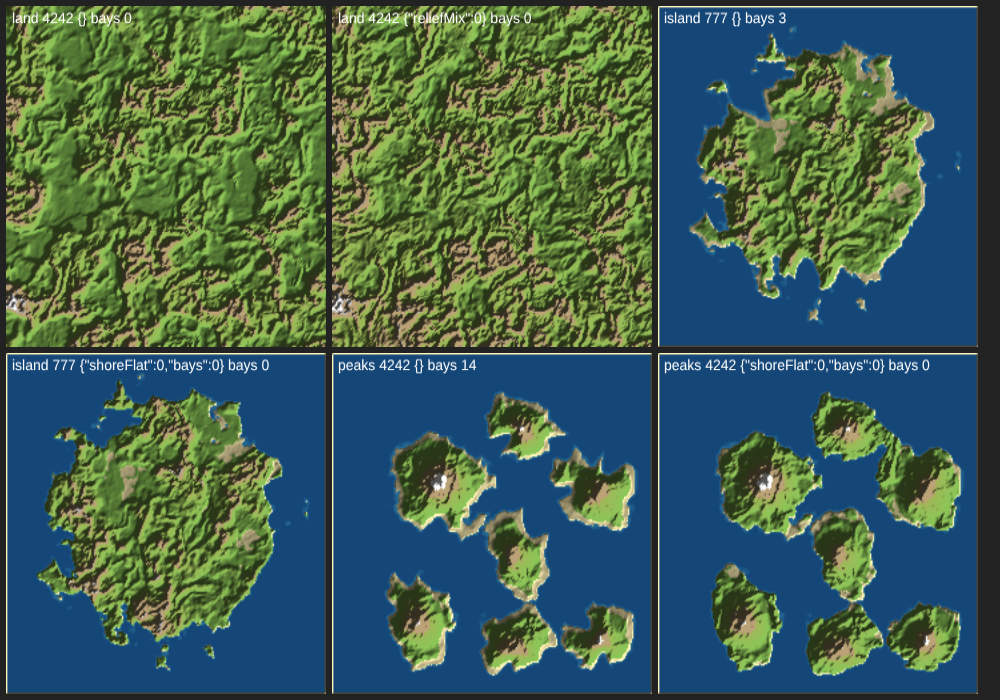 land 4242 {} bays 0
land 4242 {"reliefMix":0} bays 0
island 777 {} bays 3
island 777 {"shoreFlat":0,"bays":0} bays 0
peaks 4242 {} bays 14
peaks 4242 {"shoreFlat":0,"bays":0} bays 0